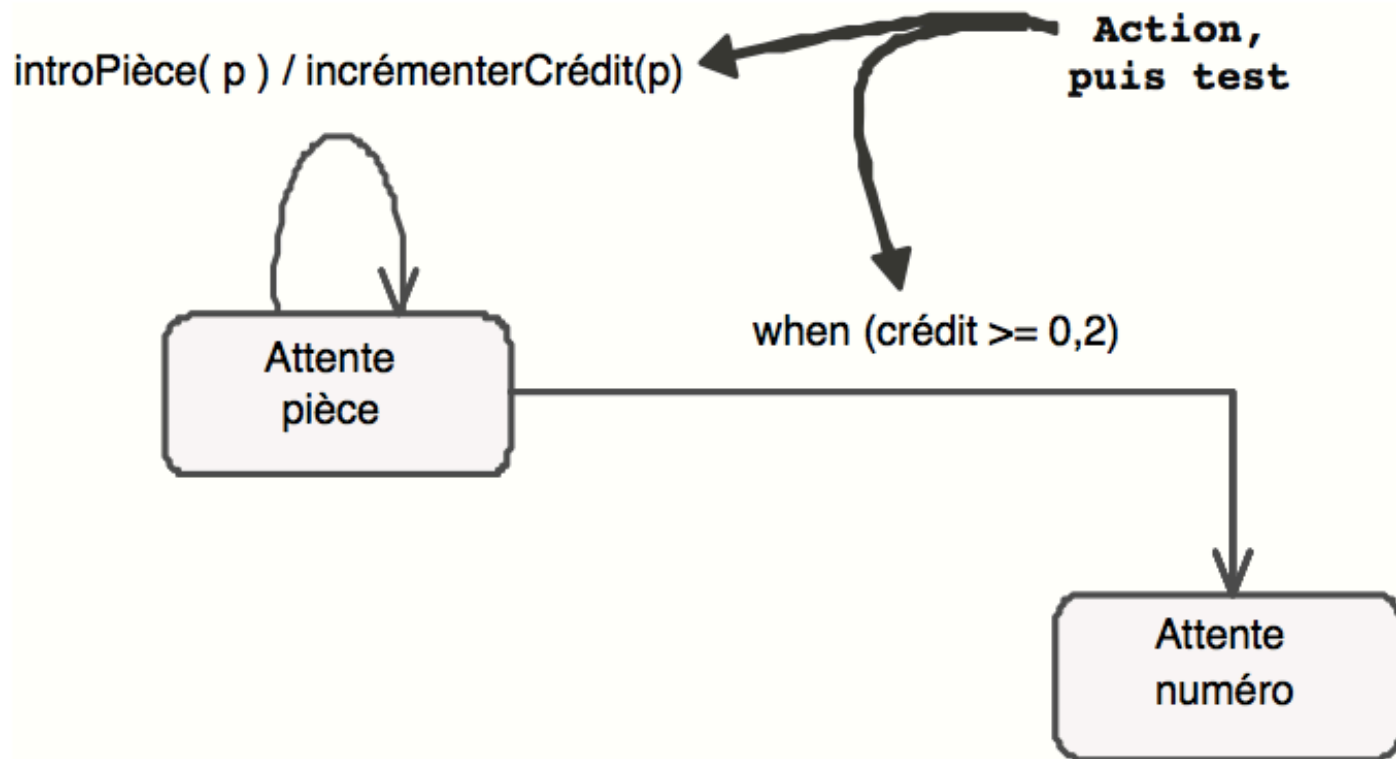 Action,
puis test
introPièce( p ) / incrémenterCrédit(p)
when (crédit >= 0,2)
Attente
pièce
Attente
numéro